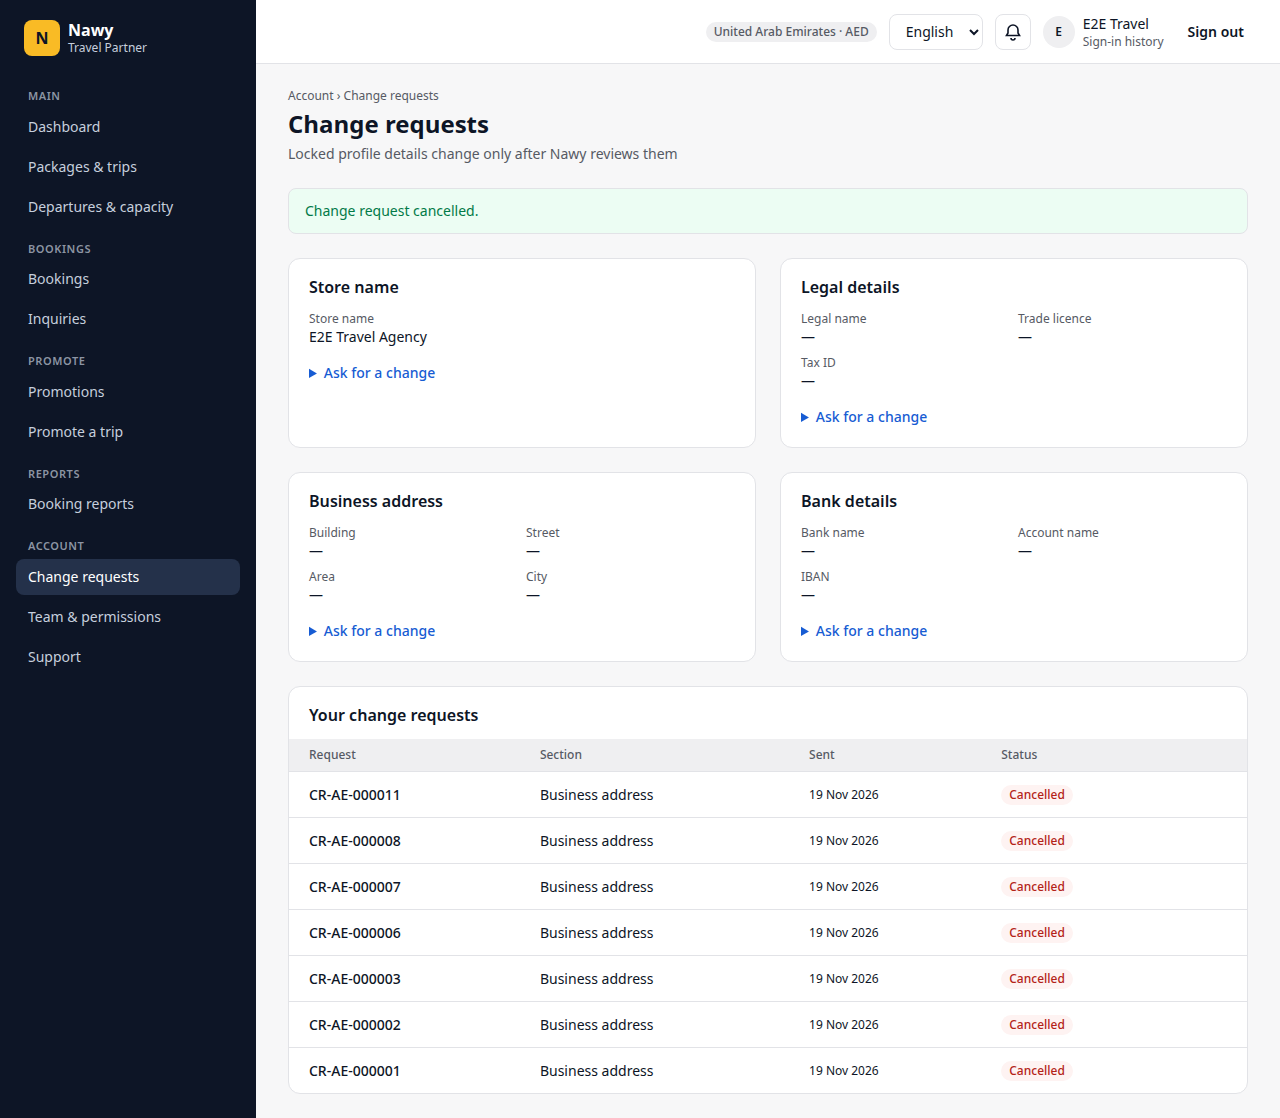 N
Nawy
Travel Partner
MAIN
Dashboard
Packages & trips
Departures & capacity
BOOKINGS
Bookings
Inquiries
PROMOTE
Promotions
Promote a trip
REPORTS
Booking reports
ACCOUNT
Change requests
Team & permissions
Support
United Arab Emirates · AED
English
E
E2E Travel
Sign-in history
Sign out
Account › Change requests
Change requests
Locked profile details change only after Nawy reviews them
Change request cancelled.
Store name
Store name
E2E Travel Agency
Ask for a change
Legal details
Legal name Trade licence
— —
Tax ID
—
Ask for a change
Business address
Building Street
— —
Area City
— —
Ask for a change
Bank details
Bank name Account name
— —
IBAN
—
Ask for a change
Your change requests
Request Section Sent Status
CR-AE-000011 Business address 19 Nov 2026 Cancelled
CR-AE-000008 Business address 19 Nov 2026 Cancelled
CR-AE-000007 Business address 19 Nov 2026 Cancelled
CR-AE-000006 Business address 19 Nov 2026 Cancelled
CR-AE-000003 Business address 19 Nov 2026 Cancelled
CR-AE-000002 Business address 19 Nov 2026 Cancelled
CR-AE-000001 Business address 19 Nov 2026 Cancelled